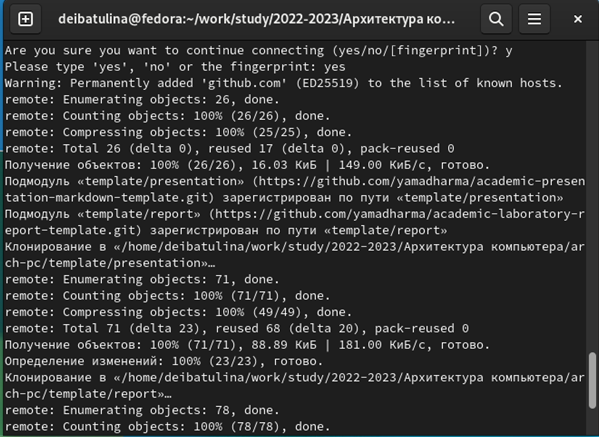 deibatulina@fedora:~/work/study/2022-2023/Архитектура ко...
Are you sure you want to continue connecting (yes/no/[fingerprint])? y
Please type 'yes', 'no' or the fingerprint: yes
Warning: Permanently added 'github.com' (ED25519) to the list of known hosts.
remote: Enumerating objects: 26, done.
remote: Counting objects: 100% (26/26), done.
remote: Compressing objects: 100% (25/25), done.
remote: Total 26 (delta 0), reused 17 (delta 0), pack-reused 0
Получение объектов: 100% (26/26), 16.03 КиБ | 149.00 КиБ/с, готово.
Подмодуль «template/presentation» (https://github.com/yamadharma/academic-presen
tation-markdown-template.git) зарегистрирован по пути «template/presentation»
Подмодуль «template/report» (https://github.com/yamadharma/academic-laboratory-r
eport-template.git) зарегистрирован по пути «template/report»
Клонирование в «/home/deibatulina/work/study/2022-2023/Архитектура компьютера/ar
ch-pc/template/presentation»…
remote: Enumerating objects: 71, done.
remote: Counting objects: 100% (71/71), done.
remote: Compressing objects: 100% (49/49), done.
remote: Total 71 (delta 23), reused 68 (delta 20), pack-reused 0
Получение объектов: 100% (71/71), 88.89 КиБ | 181.00 КиБ/с, готово.
Определение изменений: 100% (23/23), готово.
Клонирование в «/home/deibatulina/work/study/2022-2023/Архитектура компьютера/ar
ch-pc/template/report»…
remote: Enumerating objects: 78, done.
remote: Counting objects: 100% (78/78), done.